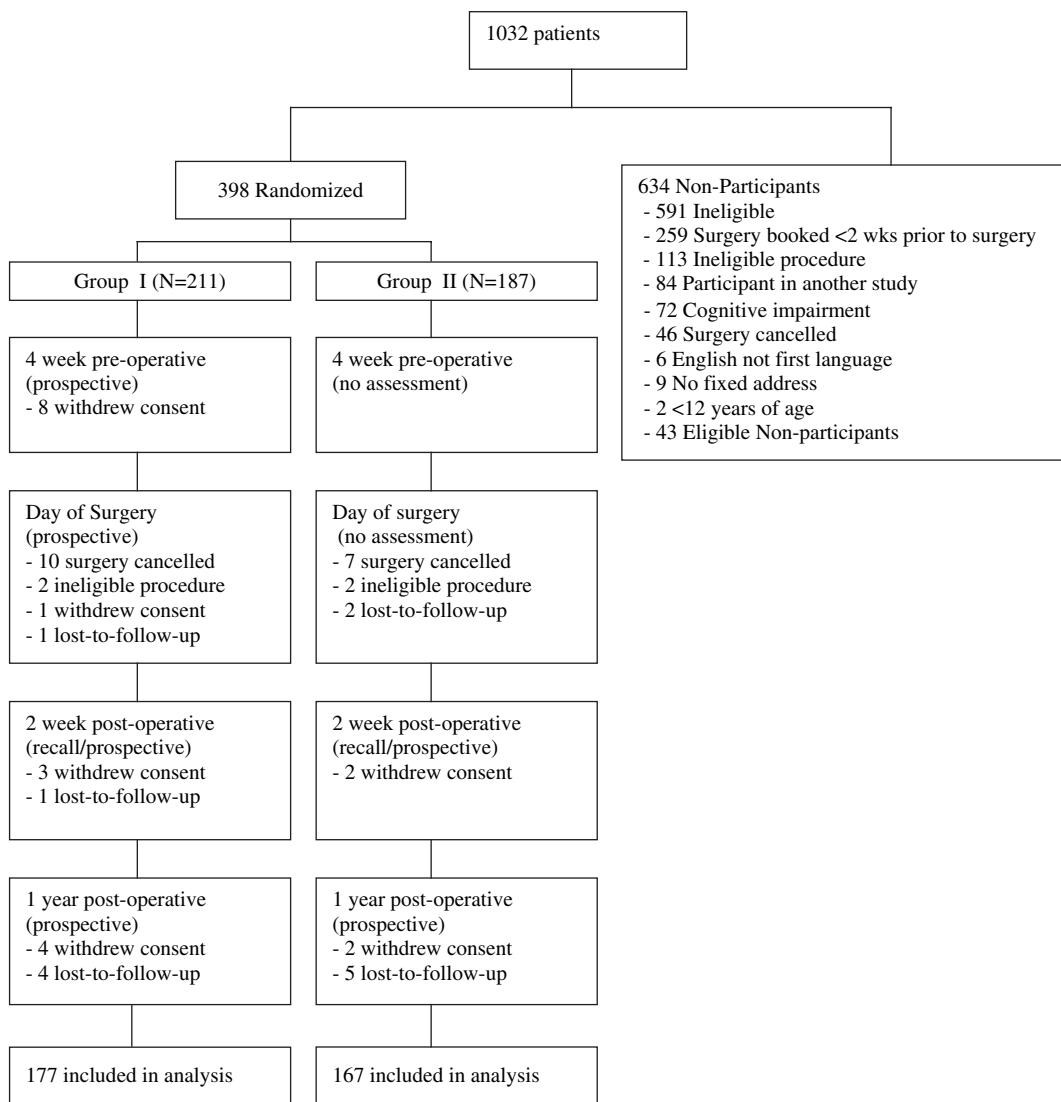 1032 patients
398 Randomized
634 Non-Participants
- 591 Ineligible
- 259 Surgery booked <2 wks prior to surgery
- 113 Ineligible procedure
- 84 Participant in another study
- 72 Cognitive impairment
- 46 Surgery cancelled
- 6 English not first language
- 9 No fixed address
- 2 <12 years of age
- 43 Eligible Non-participants
Group I (N=211)
Group II (N=187)
4 week pre-operative
(prospective)
- 8 withdrew consent
4 week pre-operative
(no assessment)
Day of Surgery
(prospective)
- 10 surgery cancelled
- 2 ineligible procedure
- 1 withdrew consent
- 1 lost-to-follow-up
Day of surgery
(no assessment)
- 7 surgery cancelled
- 2 ineligible procedure
- 2 lost-to-follow-up
2 week post-operative
(recall/prospective)
- 3 withdrew consent
- 1 lost-to-follow-up
2 week post-operative
(recall/prospective)
- 2 withdrew consent
1 year post-operative
(prospective)
- 4 withdrew consent
- 4 lost-to-follow-up
1 year post-operative
(prospective)
- 2 withdrew consent
- 5 lost-to-follow-up
177 included in analysis
167 included in analysis